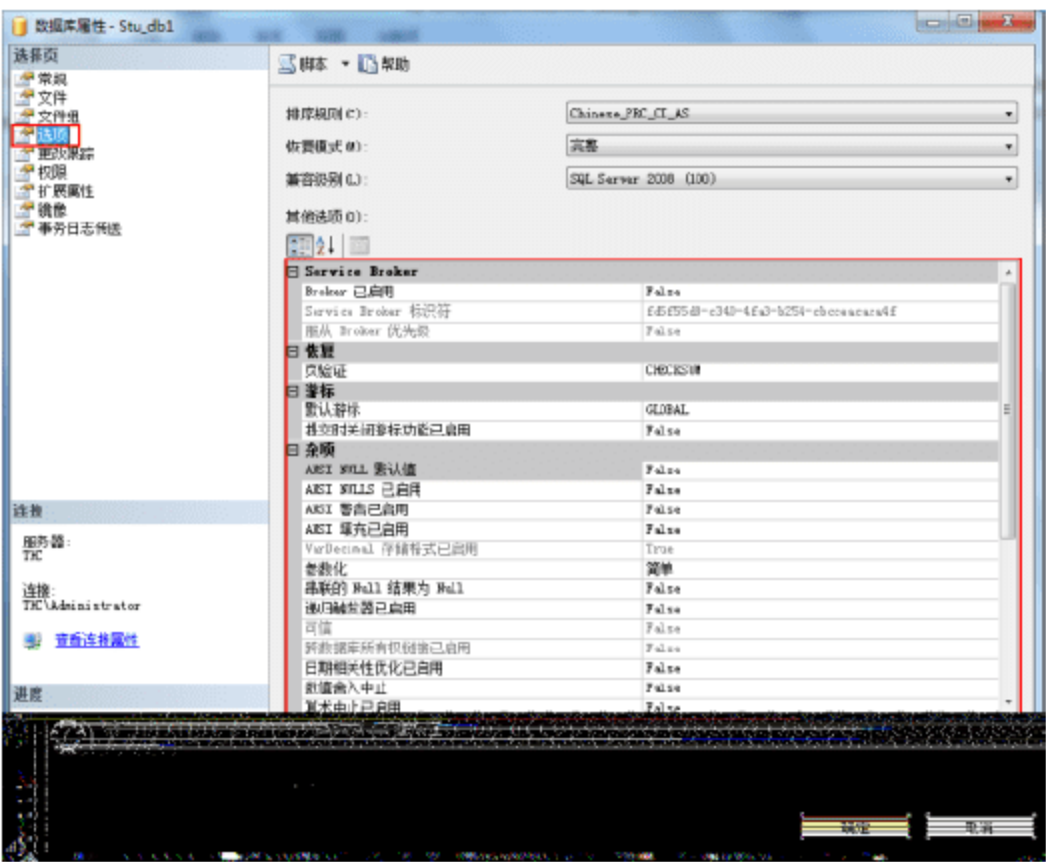 数据库属性 - Stu_db1
选择页
常规
文件
文件组
选项
更改跟踪
权限
扩展属性
镜像
事务日志传送
脚本 帮助
排序规则(C): Chinese_PRC_CI_AS
恢复模式(M): 完整
兼容级别(L): SQL Server 2008 (100)
其他选项(O):
Service Broker
Broker 已启用 False
Service Broker 标识符
服从 Broker 优先级 False
恢复
页验证 CHECKSUM
游标
默认游标 GLOBAL
提交时关闭游标功能已启用 False
杂项
ANSI NULL 默认值 False
ANSI NULLS 已启用 False
ANSI 警告已启用 False
ANSI 填充已启用 False
VarDecimal 存储格式已启用 True
参数化 简单
串联的 Null 结果为 Null False
递归触发器已启用 False
可信 False
跨数据库所有权链接已启用 False
日期相关性优化已启用 False
数值舍入中止 False
算术中止已启用 False
连接
服务器:
连接:
查看连接属性
进度
确定 取消